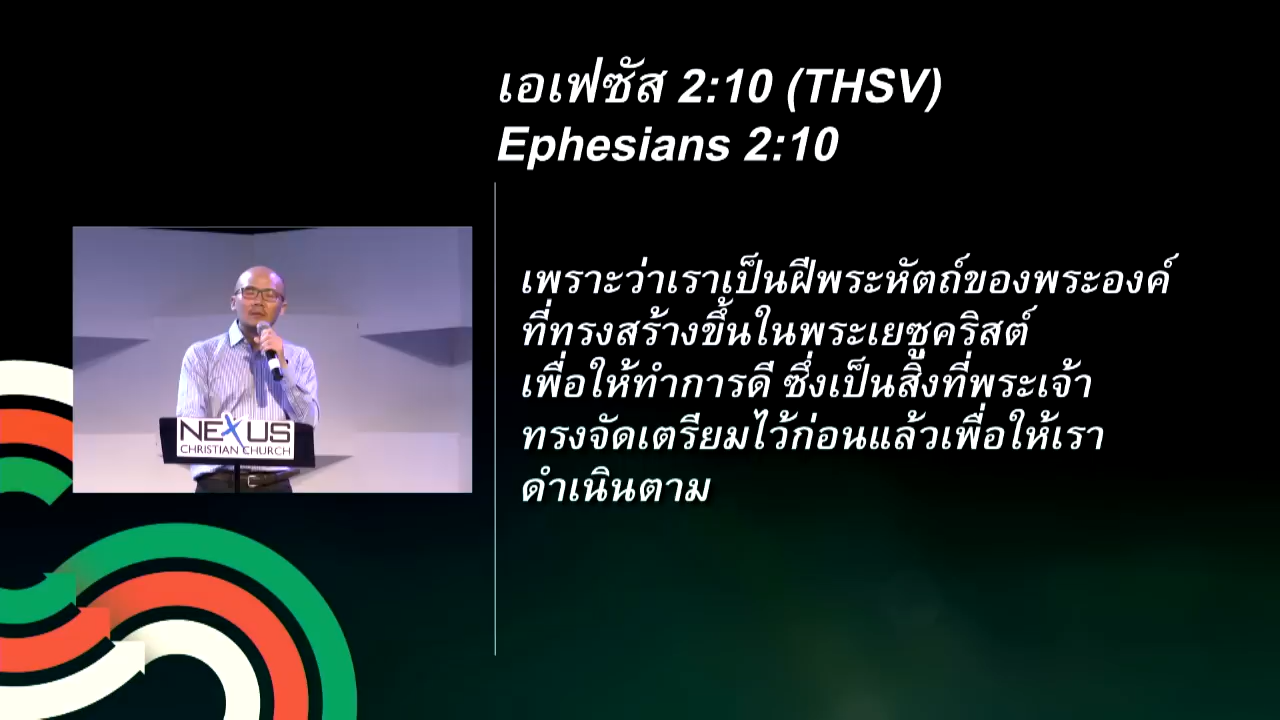 เอเฟซัส 2:10 (THSV)
Ephesians 2:10
เพราะว่าเราเป็นฝีพระหัตถ์ของพระองค์
ที่ทรงสร้างขึ้นในพระเยซูคริสต์
เพื่อให้ทำการดี ซึ่งเป็นสิ่งที่พระเจ้า
ทรงจัดเตรียมไว้ก่อนแล้วเพื่อให้เรา
ดำเนินตาม
NEXUS
CHRISTIAN CHURCH